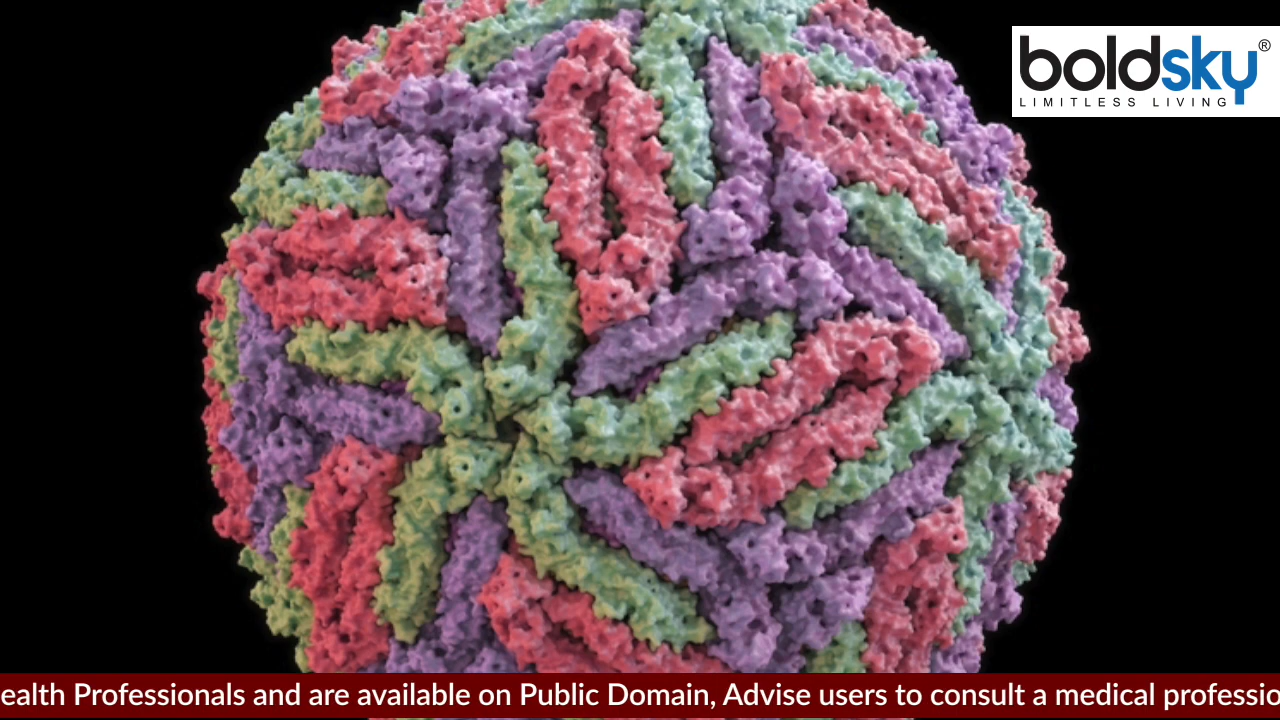 boldsky®
LIMITLESS LIVING
ealth Professionals and are available on Public Domain, Advise users to consult a medical professio